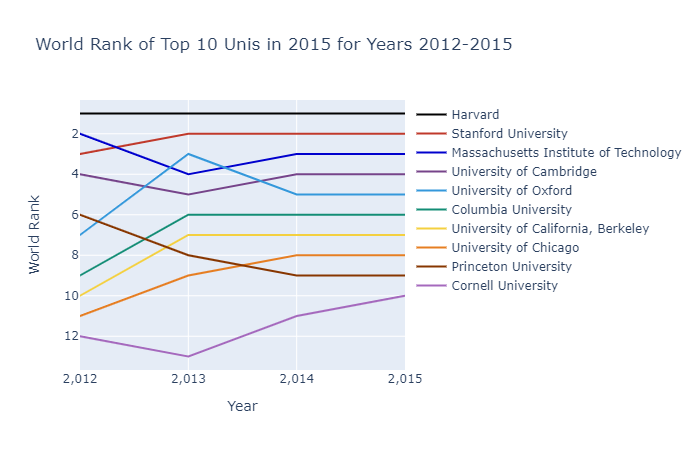 World Rank of Top 10 Unis in 2015 for Years 2012-2015
World Rank
2
4
6
8
10
12
2,012
2,013
2,014
2,015
Year
Harvard
Stanford University
Massachusetts Institute of Technology
University of Cambridge
University of Oxford
Columbia University
University of California, Berkeley
University of Chicago
Princeton University
Cornell University